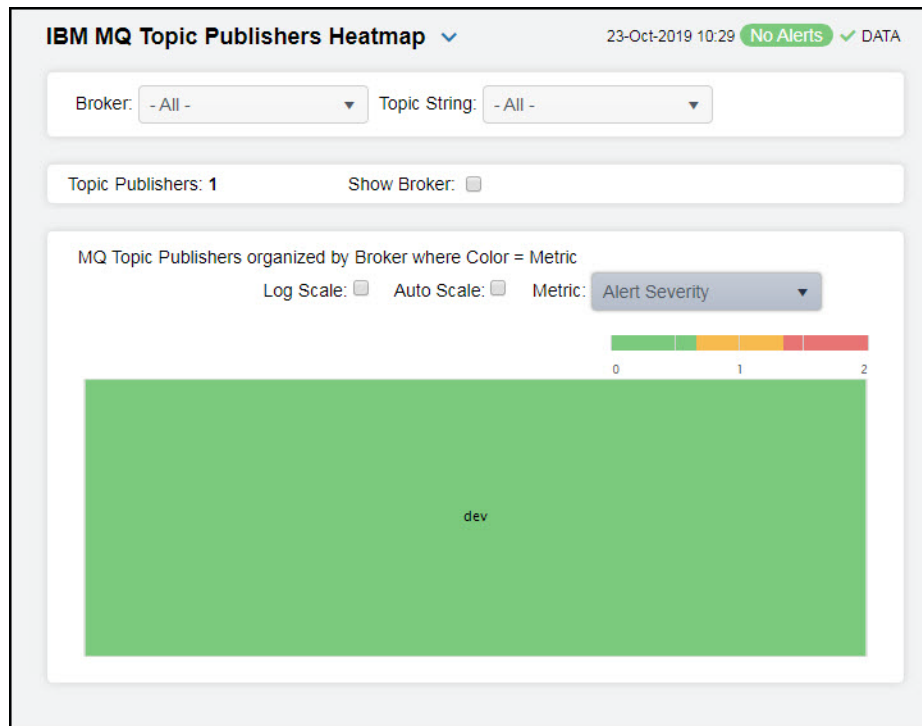 IBM MQ Topic Publishers Heatmap 23-Oct-2019 10:29 No Alerts DATA
Broker: - All - Topic String: - All -
Topic Publishers: 1 Show Broker:
MQ Topic Publishers organized by Broker where Color = Metric
Log Scale: Auto Scale: Metric: Alert Severity
0 1 2
dev